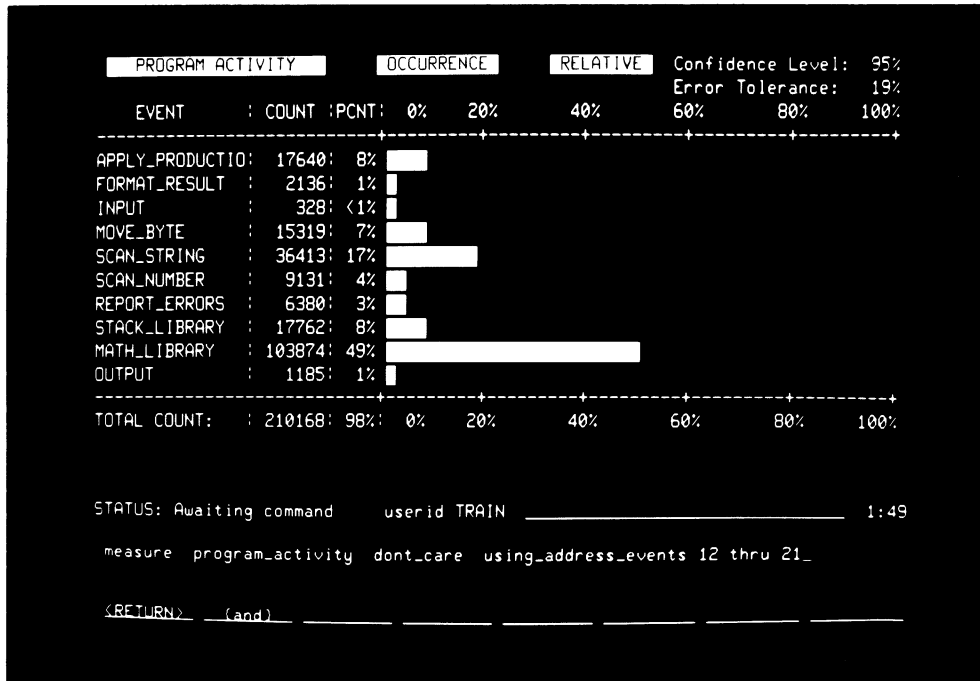 PROGRAM ACTIVITY OCCURRENCE RELATIVE Confidence Level: 95%
Error Tolerance: 19%
EVENT : COUNT :PCNT: 0% 20% 40% 60% 80% 100%
APPLY_PRODUCTIO: 17640: 8%
FORMAT_RESULT : 2136: 1%
INPUT : 328: <1%
MOVE_BYTE : 15319: 7%
SCAN_STRING : 36413: 17%
SCAN_NUMBER : 9131: 4%
REPORT_ERRORS : 6380: 3%
STACK_LIBRARY : 17762: 8%
MATH_LIBRARY : 103874: 49%
OUTPUT : 1185: 1%
TOTAL COUNT: : 210168: 98%: 0% 20% 40% 60% 80% 100%
STATUS: Awaiting command userid TRAIN 1:49
measure program_activity dont_care using_address_events 12 thru 21_
<RETURN> (and)